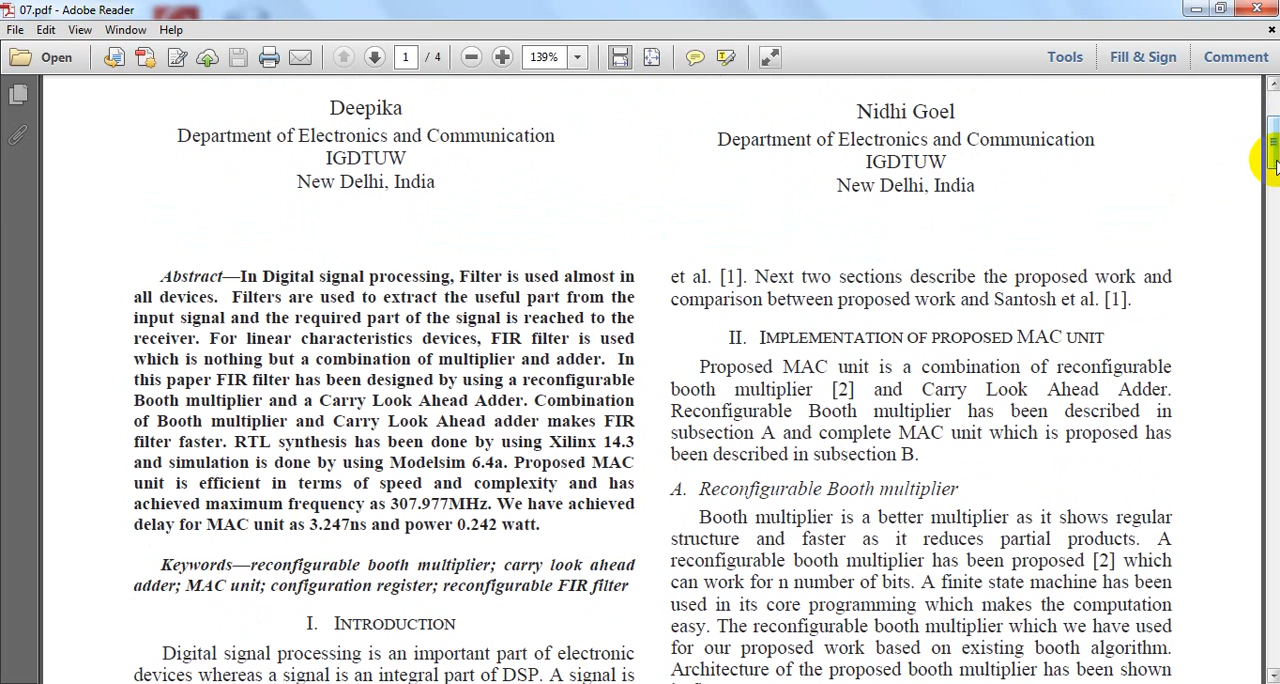 07.pdf - Adobe Reader
File Edit View Window Help
Open 1 / 4 139% Tools Fill & Sign Comment
Deepika
Department of Electronics and Communication
IGDTUW
New Delhi, India
Nidhi Goel
Department of Electronics and Communication
IGDTUW
New Delhi, India
Abstract—In Digital signal processing, Filter is used almost in
all devices. Filters are used to extract the useful part from the
input signal and the required part of the signal is reached to the
receiver. For linear characteristics devices, FIR filter is used
which is nothing but a combination of multiplier and adder. In
this paper FIR filter has been designed by using a reconfigurable
Booth multiplier and a Carry Look Ahead Adder. Combination
of Booth multiplier and Carry Look Ahead adder makes FIR
filter faster. RTL synthesis has been done by using Xilinx 14.3
and simulation is done by using Modelsim 6.4a. Proposed MAC
unit is efficient in terms of speed and complexity and has
achieved maximum frequency as 307.977MHz. We have achieved
delay for MAC unit as 3.247ns and power 0.242 watt.
Keywords—reconfigurable booth multiplier; carry look ahead
adder; MAC unit; configuration register; reconfigurable FIR filter
I. INTRODUCTION
Digital signal processing is an important part of electronic
devices whereas a signal is an integral part of DSP. A signal is
et al. [1]. Next two sections describe the proposed work and
comparison between proposed work and Santosh et al. [1].
II. IMPLEMENTATION OF PROPOSED MAC UNIT
Proposed MAC unit is a combination of reconfigurable
booth multiplier [2] and Carry Look Ahead Adder.
Reconfigurable Booth multiplier has been described in
subsection A and complete MAC unit which is proposed has
been described in subsection B.
A. Reconfigurable Booth multiplier
Booth multiplier is a better multiplier as it shows regular
structure and faster as it reduces partial products. A
reconfigurable booth multiplier has been proposed [2] which
can work for n number of bits. A finite state machine has been
used in its core programming which makes the computation
easy. The reconfigurable booth multiplier which we have used
for our proposed work based on existing booth algorithm.
Architecture of the proposed booth multiplier has been shown